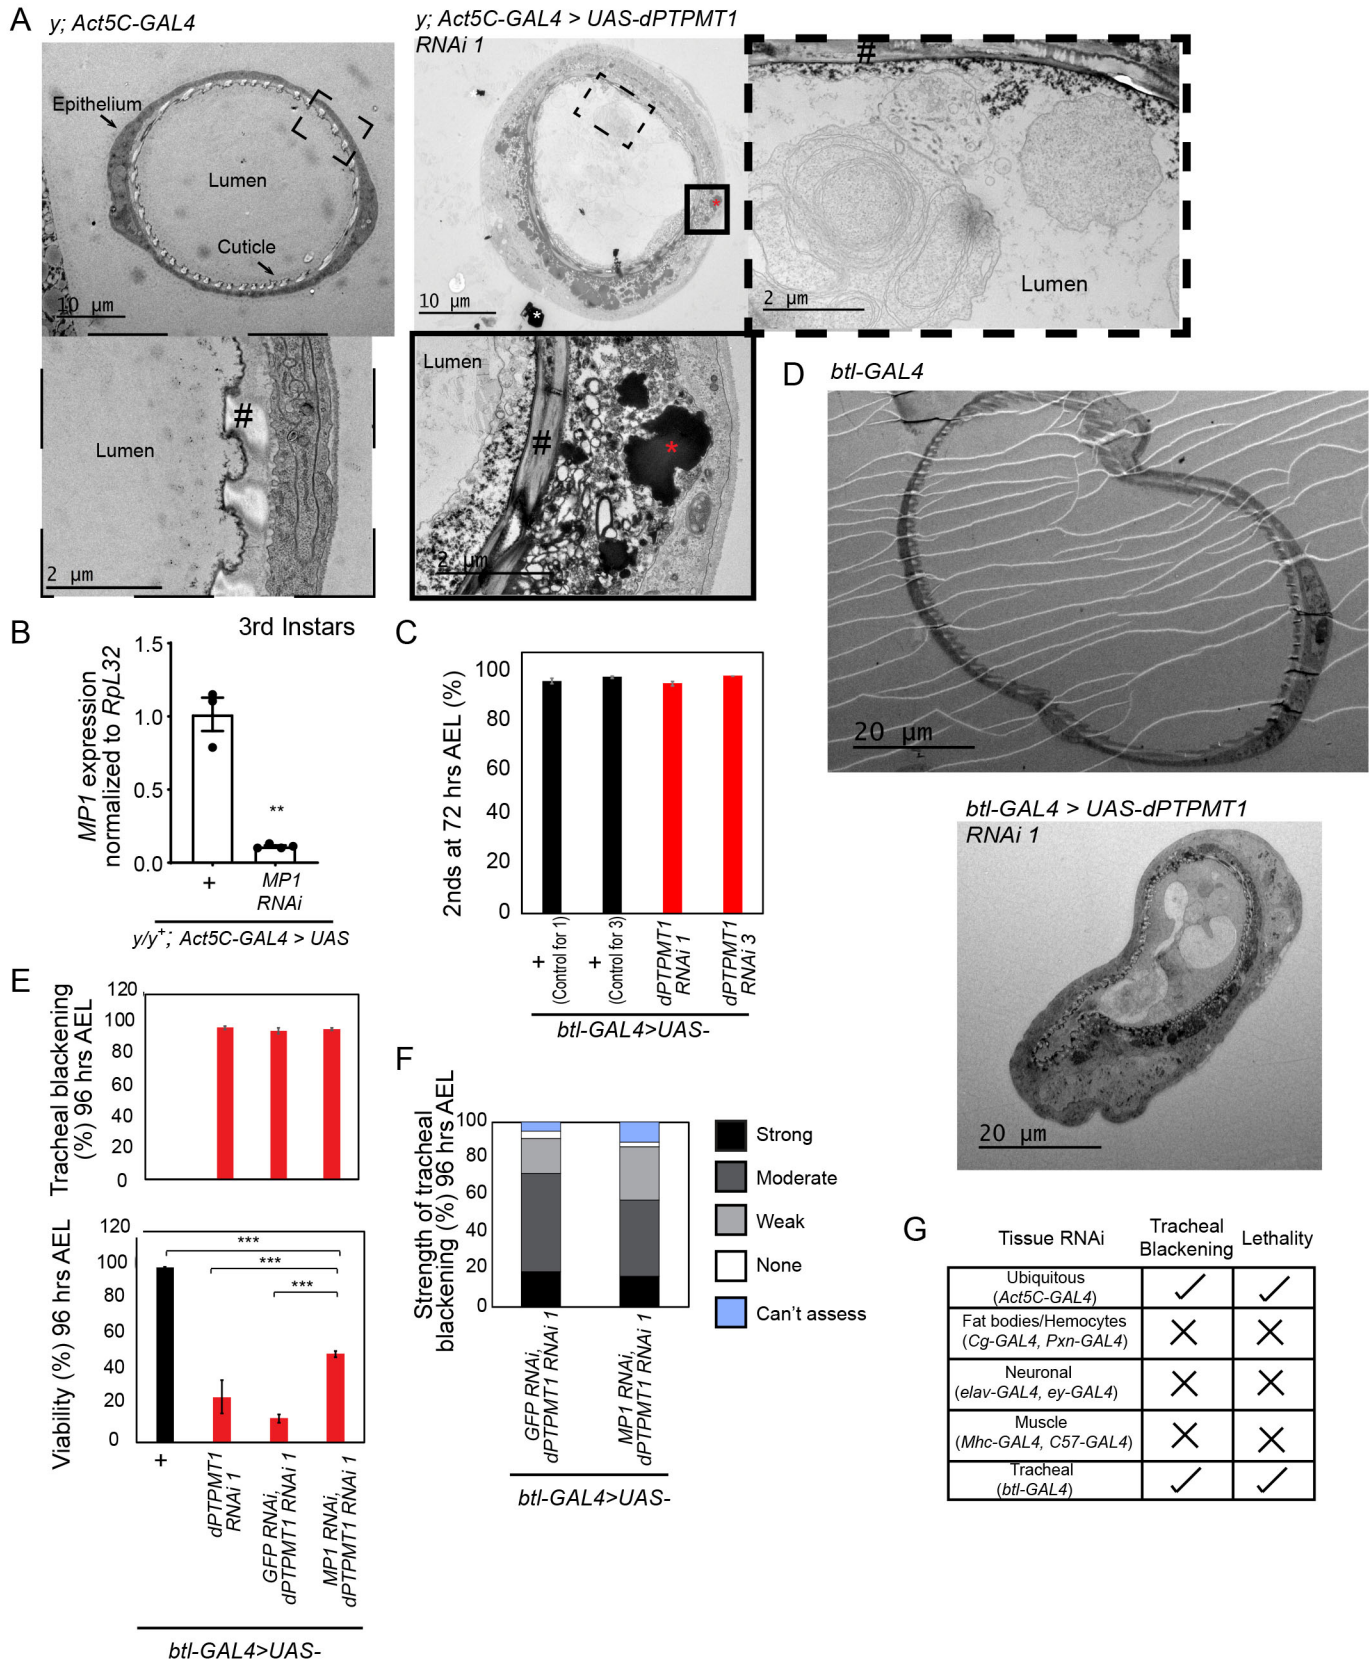 A
y; Act5C-GAL4
Epithelium
Lumen
Cuticle
10 µm
Lumen
#
2 µm
y; Act5C-GAL4 > UAS-dPTPMT1
RNAi 1
*
*
10 µm
#
Lumen
2 µm
Lumen
#
*
2 µm
B
3rd Instars
MP1 expression
normalized to RpL32
1.5
1.0
0.5
0.0
**
+
MP1
RNAi
y/y+; Act5C-GAL4 > UAS
C
2nds at 72 hrs AEL (%)
100
80
60
40
20
0
+
(Control for 1)
+
(Control for 3)
dPTPMT1
RNAi 1
dPTPMT1
RNAi 3
btl-GAL4>UAS-
D
btl-GAL4
20 µm
btl-GAL4 > UAS-dPTPMT1
RNAi 1
20 µm
E
Tracheal blackening
(%) 96 hrs AEL
120
100
80
60
40
20
0
Viability (%) 96 hrs AEL
120
100
80
60
40
20
0
***
***
***
+
dPTPMT1
RNAi 1
GFP RNAi,
dPTPMT1 RNAi 1
MP1 RNAi,
dPTPMT1 RNAi 1
btl-GAL4>UAS-
F
Strength of tracheal
blackening (%) 96 hrs AEL
100
80
60
40
20
0
GFP RNAi,
dPTPMT1 RNAi 1
MP1 RNAi,
dPTPMT1 RNAi 1
btl-GAL4>UAS-
Strong
Moderate
Weak
None
Can't assess
G
Tissue RNAi
Tracheal
Blackening
Lethality
Ubiquitous
(Act5C-GAL4)
Fat bodies/Hemocytes
(Cg-GAL4, Pxn-GAL4)
Neuronal
(elav-GAL4, ey-GAL4)
Muscle
(Mhc-GAL4, C57-GAL4)
Tracheal
(btl-GAL4)